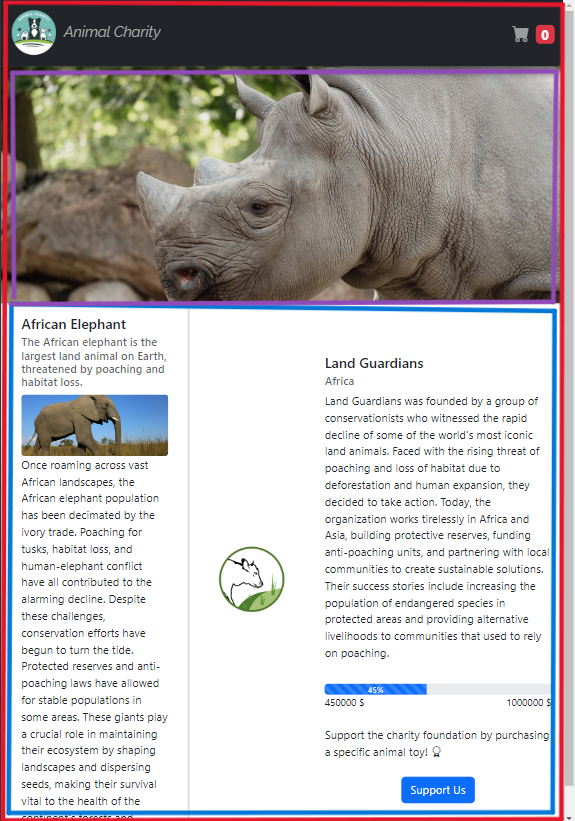 Animal Charity
0
African Elephant
The African elephant is the
largest land animal on Earth,
threatened by poaching and
habitat loss.
Once roaming across vast
African landscapes, the
African elephant population
has been decimated by the
ivory trade. Poaching for
tusks, habitat loss, and
human-elephant conflict
have all contributed to the
alarming decline. Despite
these challenges,
conservation efforts have
begun to turn the tide.
Protected reserves and anti-
poaching laws have allowed
for stable populations in
some areas. These giants play
a crucial role in maintaining
their ecosystem by shaping
landscapes and dispersing
seeds, making their survival
vital to the health of the
continent's forests and
Land Guardians
Africa
Land Guardians was founded by a group of
conservationists who witnessed the rapid
decline of some of the world's most iconic
land animals. Faced with the rising threat of
poaching and loss of habitat due to
deforestation and human expansion, they
decided to take action. Today, the
organization works tirelessly in Africa and
Asia, building protective reserves, funding
anti-poaching units, and partnering with local
communities to create sustainable solutions.
Their success stories include increasing the
population of endangered species in
protected areas and providing alternative
livelihoods to communities that used to rely
on poaching.
45%
450000 $ 1000000 $
Support the charity foundation by purchasing
a specific animal toy!
Support Us